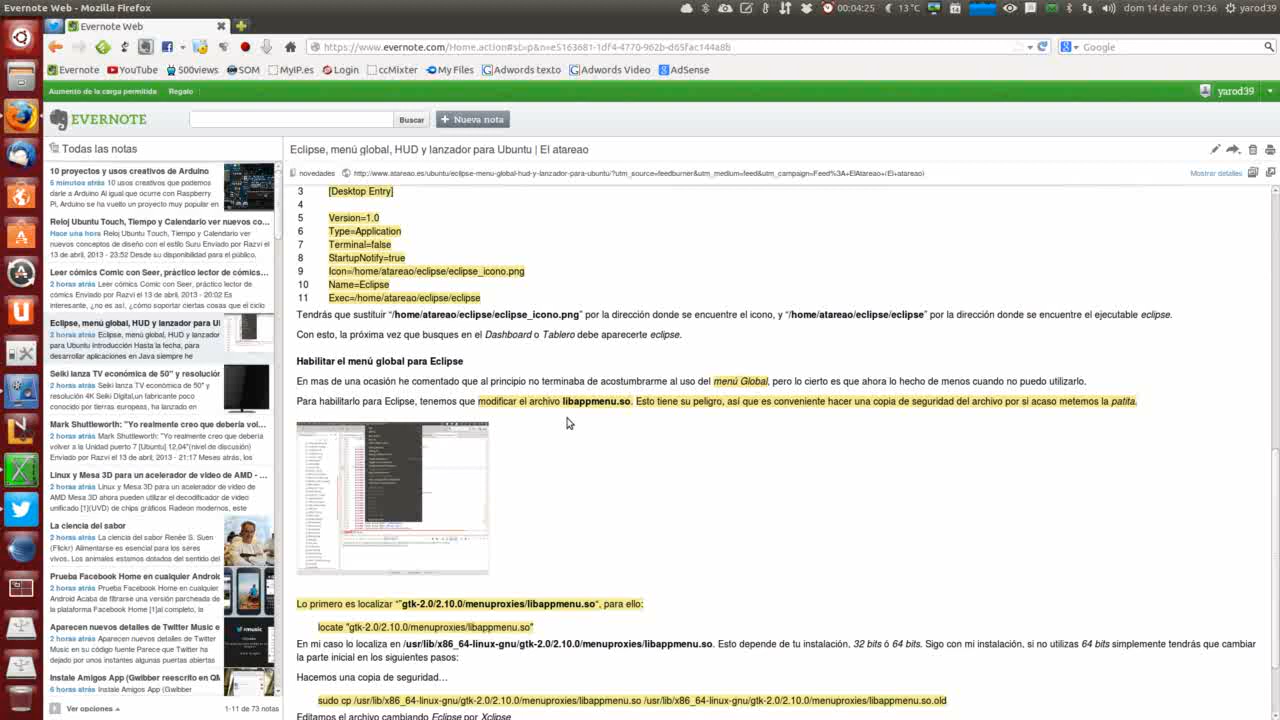 Evernote Web - Mozilla Firefox
00:04:25
13°C
dom 14 de abr 01:36
yarod39
Evernote Web
https://www.evernote.com/Home.action#st=p&n=e5163681-1df4-4770-962b-d65fac144a8b
Google
Evernote
YouTube
500views
SOM
MyIP.es
Login
ccMixter
My Files
Adwords texto
Adwords Video
AdSense
Aumento de la carga permitida
Regalo
yarod39
EVERNOTE
Buscar
+ Nueva nota
Todas las notas
10 proyectos y usos creativos de Arduino
6 minutos atrás 10 usos creativos que podemos
darle a Arduino Al igual que ocurre con Raspberry
Pi, Arduino se ha vuelto un proyecto muy popular en
Reloj Ubuntu Touch, Tiempo y Calendario ver nuevos co...
Hace una hora Reloj Ubuntu Touch, Tiempo y Calendario ver
nuevos conceptos de diseño con el estilo Suru Enviado por Razvi el
13 de abril, 2013 - 23:52 Desde su disponibilidad para el público,
Leer cómics Comic con Seer, práctico lector de cómics...
2 horas atrás Leer cómics Comic con Seer, práctico lector de
cómics Enviado por Razvi el 13 de abril, 2013 - 20:02 Es
interesante, ¿no es así, ¿cómo soportar ciertas cosas que el ciclo
Eclipse, menú global, HUD y lanzador para U
2 horas atrás Eclipse, menú global, HUD y lanzador
para Ubuntu Introducción Hasta la fecha, para
desarrollar aplicaciones en Java siempre he
Seiki lanza TV económica de 50" y resolución
2 horas atrás Seiki lanza TV económica de 50" y
resolución 4K Seiki Digital,un fabricante poco
conocido por tierras europeas, ha lanzado en
Mark Shuttleworth: "Yo realmente creo que debería vol...
2 horas atrás Mark Shuttleworth: "Yo realmente creo que debería
volver a la Unidad puerto 7 [Ubuntu] 12,04"(nivel de discusión)
Enviado por Razvi el 13 de abril, 2013 - 21:17 Meses atrás, los
Linux y Mesa 3D para un acelerador de video de AMD - ...
2 horas atrás Linux y Mesa 3D para un acelerador de video de
AMD Mesa 3D ahora pueden utilizar el decodificador de video
unificado [1](UVD) de chips gráficos Radeon modernos, este
La ciencia del sabor
2 horas atrás La ciencia del sabor Renée S. Suen
(Flickr) Alimentarse es esencial para los seres
vivos. Los animales estamos dotados del sentido del
Prueba Facebook Home en cualquier Android
2 horas atrás Prueba Facebook Home en cualquier
Android Acaba de filtrarse una versión parcheada de
la plataforma Facebook Home [1]al completo, la
Aparecen nuevos detalles de Twitter Music e
2 horas atrás Aparecen nuevos detalles de Twitter
Music en su código fuente Parece que Twitter ha
dejado por unos instantes algunas puertas abiertas
Instale Amigos App (Gwibber reescrito en QM
6 horas atrás Instale Amigos App (Gwibber
Ver opciones
1-11 de 73 notas
Eclipse, menú global, HUD y lanzador para Ubuntu | El atareao
novedades
http://www.atareao.es/ubuntu/eclipse-menu-global-hud-y-lanzador-para-ubuntu/?utm_source=feedburner&utm_medium=feed&utm_campaign=Feed%3A+ElAtareao+(El+atareao)
Mostrar detalles
3 [Desktop Entry]
4
5 Version=1.0
6 Type=Application
7 Terminal=false
8 StartupNotify=true
9 Icon=/home/atareao/eclipse/eclipse_icono.png
10 Name=Eclipse
11 Exec=/home/atareao/eclipse/eclipse
Tendrás que sustituir “/home/atareao/eclipse/eclipse_icono.png” por la dirección donde se encuentre el icono, y “/home/atareao/eclipse/eclipse” por la dirección donde se encuentre el ejecutable eclipse.
Con esto, la próxima vez que busques en el Dashboard o Tablero debe aparecerte eclipse.
Habilitar el menú global para Eclipse
En mas de una ocasión he comentado que al principio no terminaba de acostumbrarme al uso del menú Global, pero lo cierto es que ahora lo hecho de menos cuando no puedo utilizarlo.
Para habilitarlo para Eclipse, tenemos que modificar el archivo libappmenu.so. Esto tiene su peligro, así que es conveniente hacer una copia de seguridad del archivo por si acaso metemos la patita.
Lo primero es localizar “”gtk-2.0/2.10.0/menuproxies/libappmenu.so“, para ello:
locate "gtk-2.0/2.10.0/menuproxies/libappmenu.so"
En mi caso lo localiza en /usr/lib/x86_64-linux-gnu/gtk-2.0/2.10.0/menuproxies/libappmenu.so. Esto depende de tu instalación, 32 bits ó 64 bits. Sigo con mi instalación, si no utilizas 64 bits simplemente tendrás que cambiar
la parte inicial en los siguientes pasos:
Hacemos una copia de seguridad...
sudo cp /usr/lib/x86_64-linux-gnu/gtk-2.0/2.10.0/menuproxies/libappmenu.so /usr/lib/x86_64-linux-gnu/gtk-2.0/2.10.0/menuproxies/libappmenu.so.old
Editamos el archivo cambiando Eclipse por Xclipse